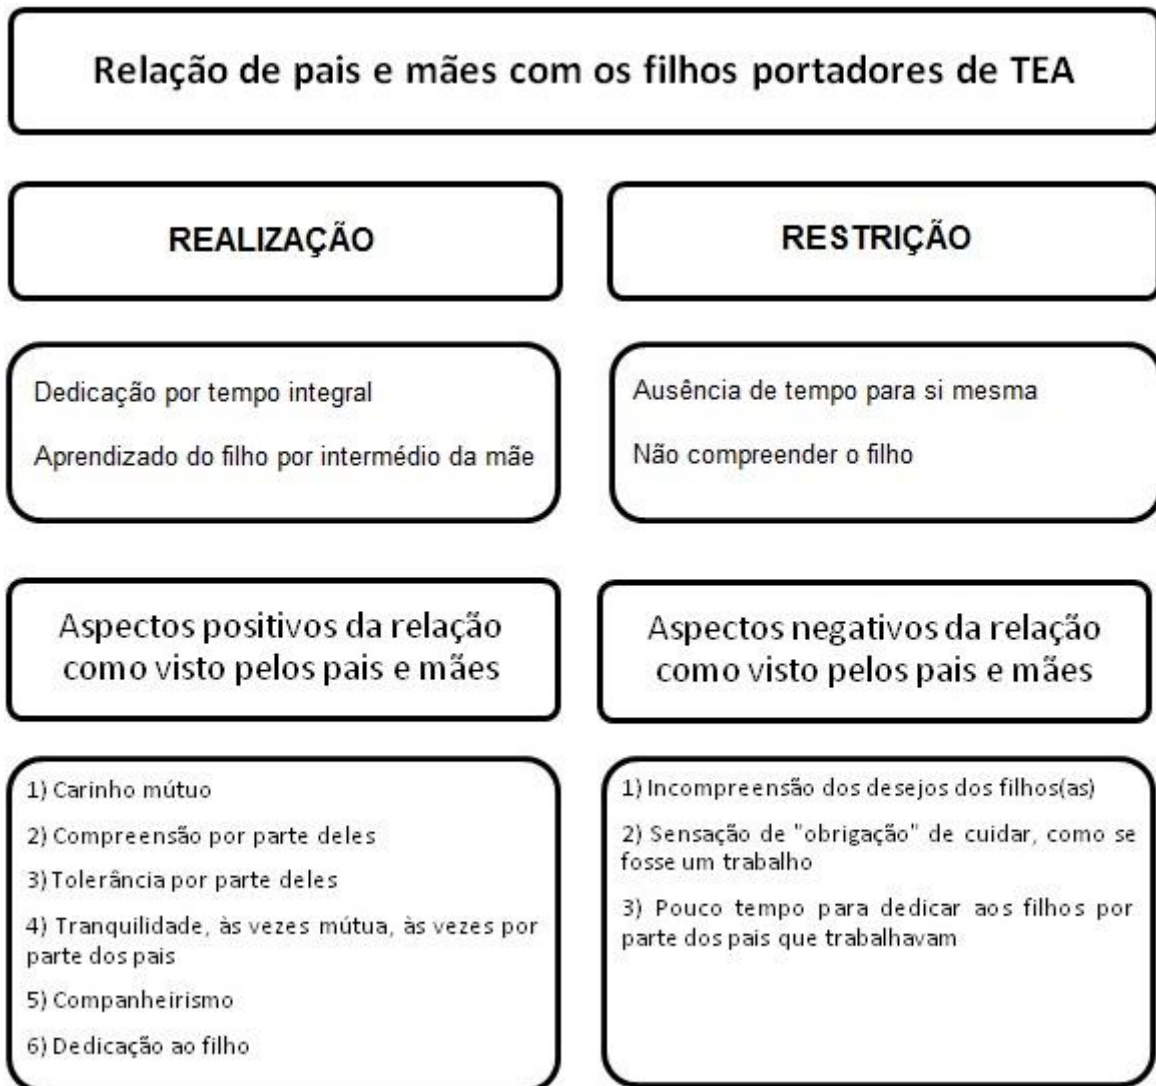 Relação de pais e mães com os filhos portadores de TEA
REALIZAÇÃO
RESTRIÇÃO
Dedicação por tempo integral
Aprendizado do filho por intermédio da mãe
Ausência de tempo para si mesma
Não compreender o filho
Aspectos positivos da relação
como visto pelos pais e mães
Aspectos negativos da relação
como visto pelos pais e mães
1) Carinho mútuo
2) Compreensão por parte deles
3) Tolerância por parte deles
4) Tranquilidade, às vezes mútua, às vezes por
parte dos pais
5) Companheirismo
6) Dedicação ao filho
1) Incompreensão dos desejos dos filhos(as)
2) Sensação de "obrigação" de cuidar, como se
fosse um trabalho
3) Pouco tempo para dedicar aos filhos por
parte dos pais que trabalhavam